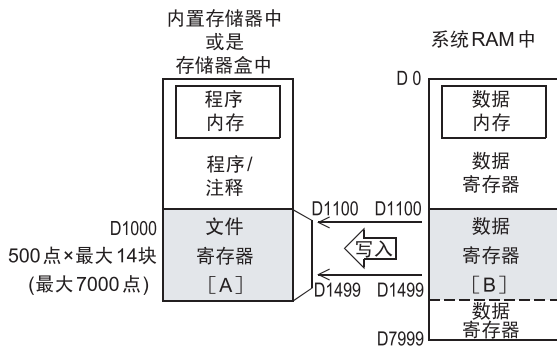 内置存储器中
或是
存储器盒中
系统RAM中
D 0
程序
内存
数据
内存
程序/
注释
数据
寄存器
D1000
500点×最大14块
(最大7000点)
文件
寄存器
[A]
D1100 D1100
写入
D1499 D1499
数据
寄存器
[B]
数据
寄存器
D7999